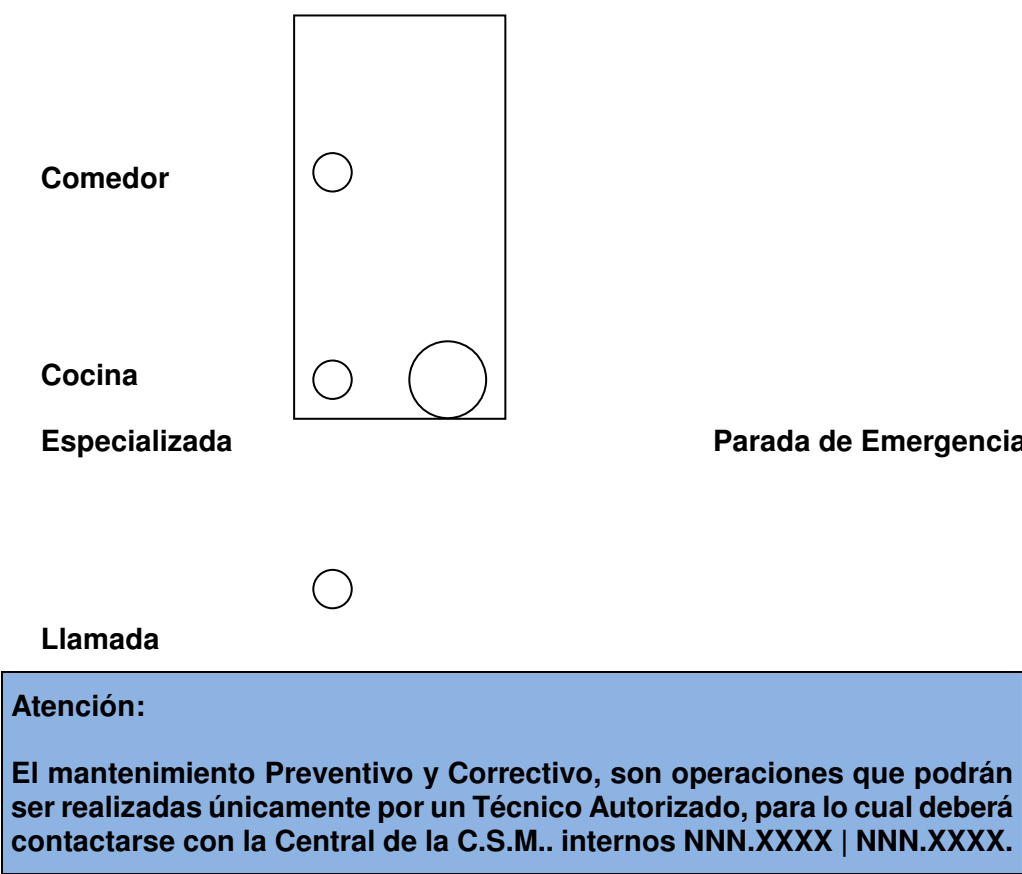 Comedor
Cocina
Especializada
Parada de Emergencia
Llamada
Atención:
El mantenimiento Preventivo y Correctivo, son operaciones que podrán
ser realizadas únicamente por un Técnico Autorizado, para lo cual deberá
contactarse con la Central de la C.S.M.. internos NNN.XXXX | NNN.XXXX.